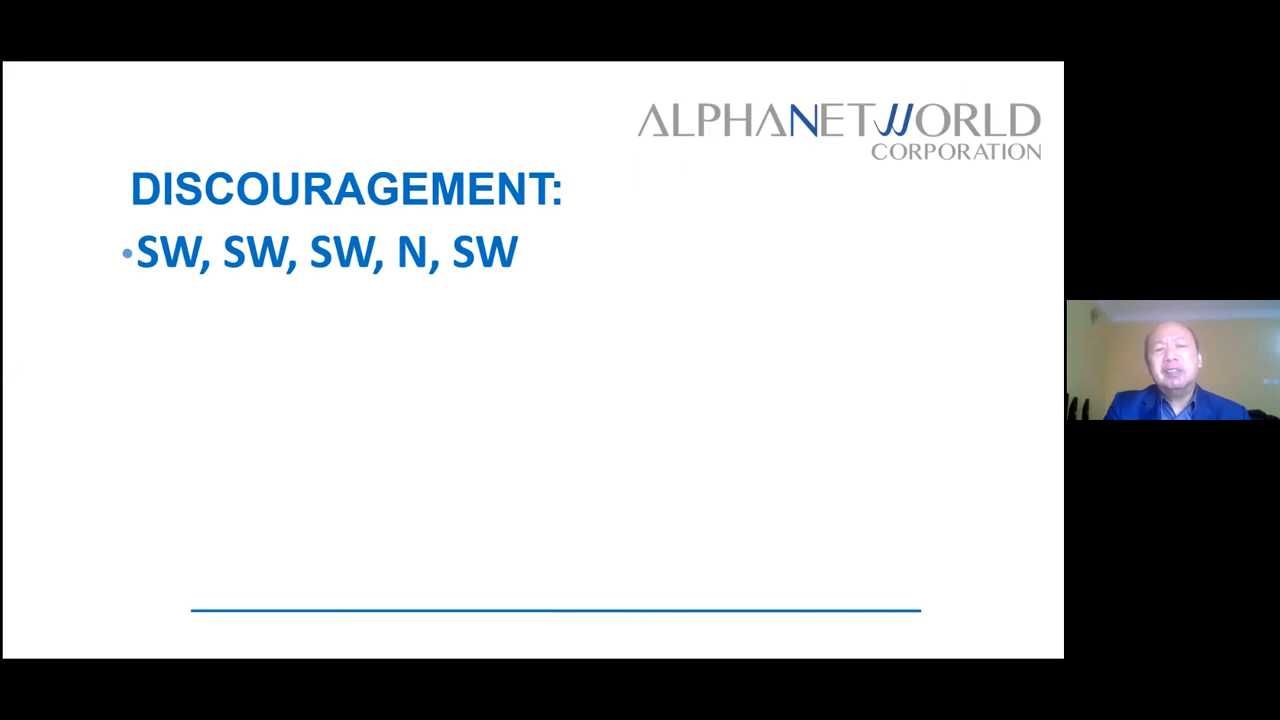 ALPHANETWORLD
CORPORATION
DISCOURAGEMENT:
•SW, SW, SW, N, SW